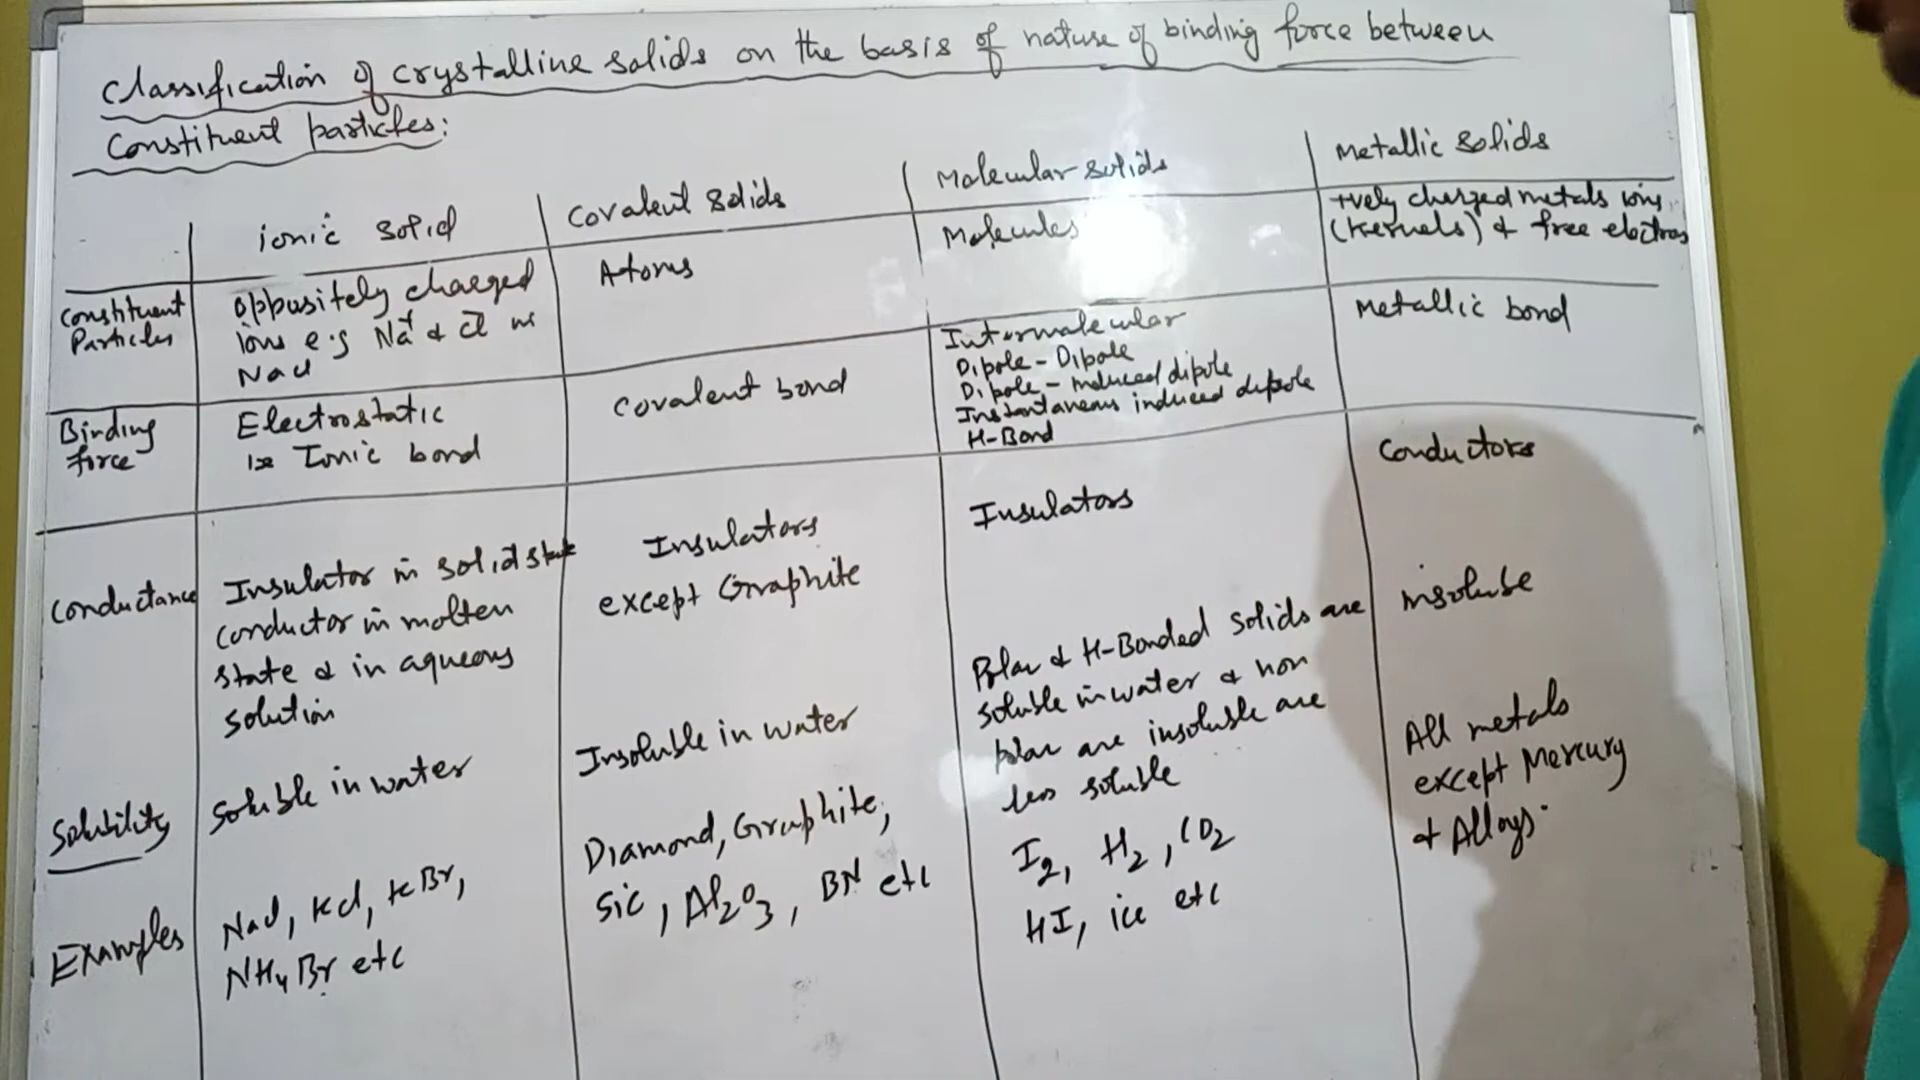 Classification of crystalline solids on the basis of nature of binding force between
Constituent particles:
ionic solid
Covalent solids
Molecular solids
Metallic solids
Constituent
Particles
oppositely charged
ions e.g Na+ & Cl- in
NaCl
Atoms
Molecules
+vely charged metals ions
(Kernels) & free electrons
Binding
force
Electrostatic
ie Ionic bond
Covalent bond
Intermolecular
Dipole-Dipole
Dipole-induced dipole
Instantaneous induced dipole
H-Bond
Metallic bond
Conductance
Insulator in solid state
conductor in molten
state & in aqueous
solution
Insulators
except Graphite
Insulators
Conductors
Solubility
Soluble in water
Insoluble in water
Polar & H-Bonded solids are
soluble in water & non
polar are insoluble are
less soluble
insoluble
Examples
NaCl, KCl, KBr,
NH4Br etc
Diamond, Graphite,
SiC, Al2O3, BN etc
I2, H2, CO2
HI, ice etc
All metals
except Mercury
& Alloys.